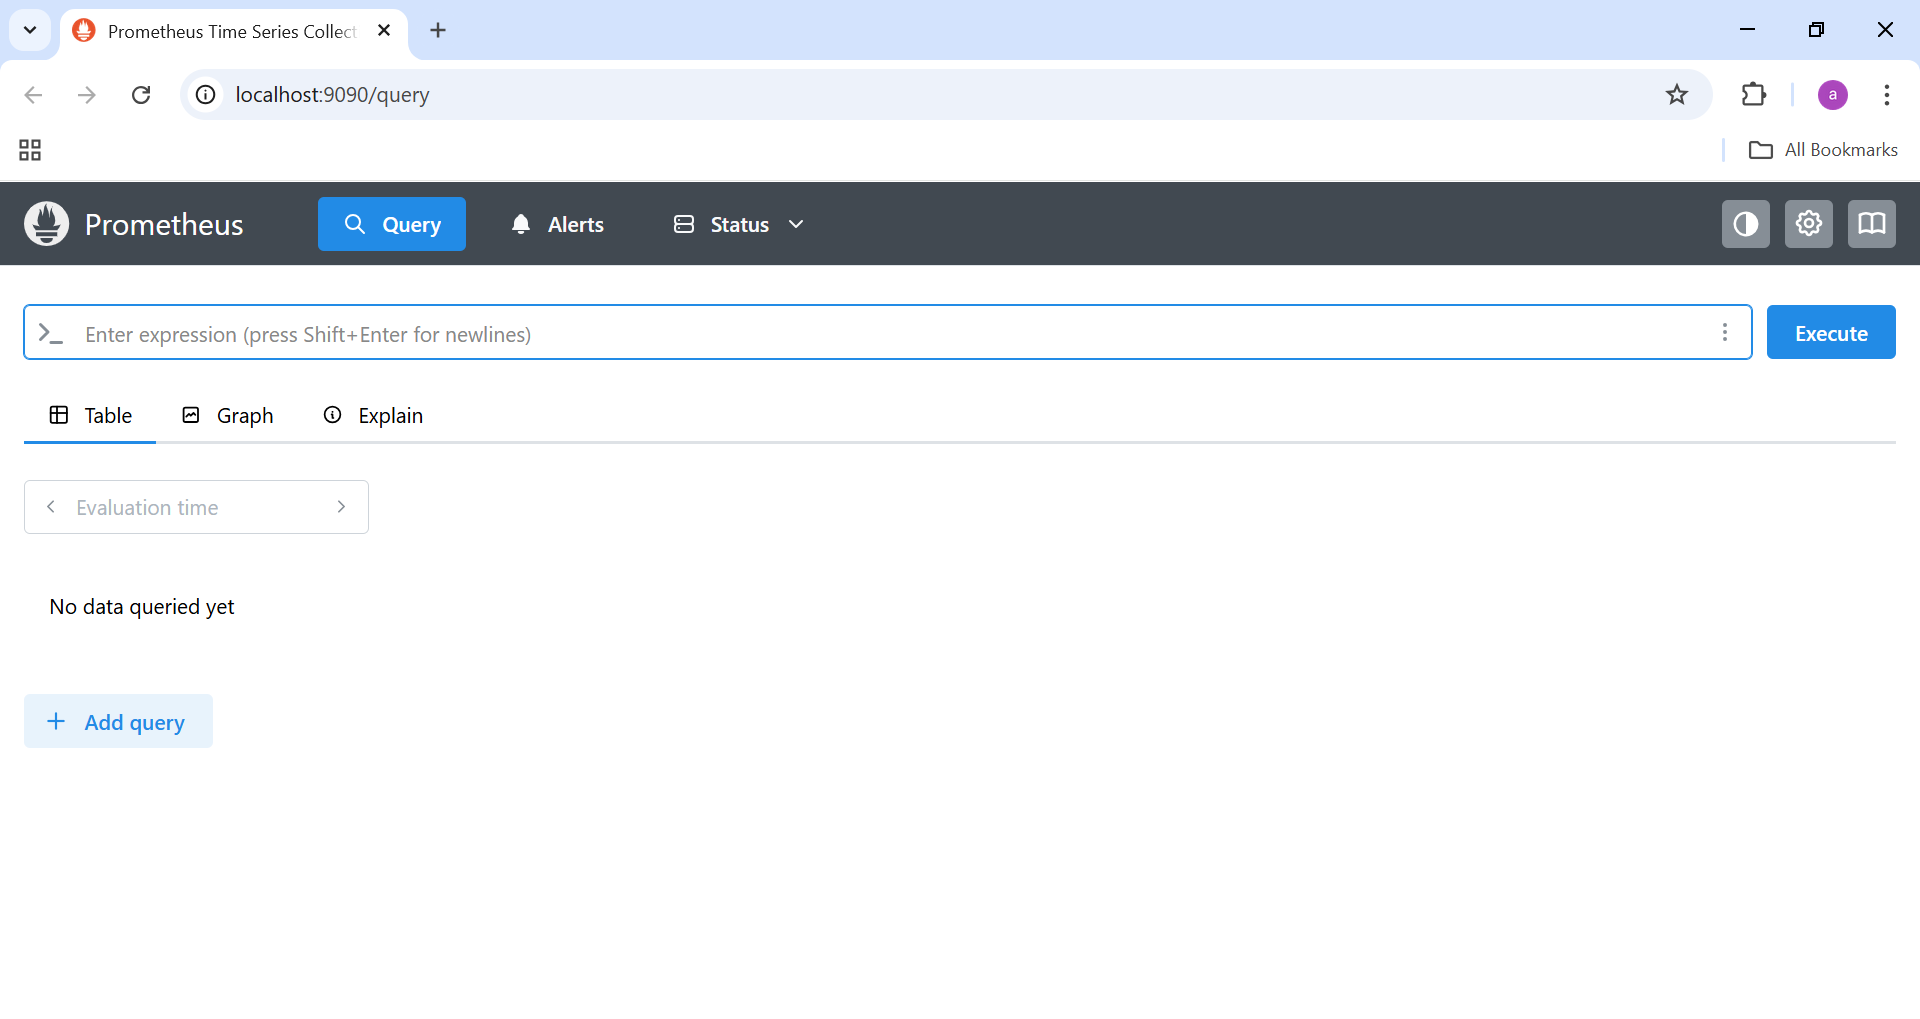 Prometheus Time Series Collect
localhost:9090/query
a
All Bookmarks
Prometheus
Query
Alerts
Status
Enter expression (press Shift+Enter for newlines)
Execute
Table
Graph
Explain
Evaluation time
No data queried yet
Add query